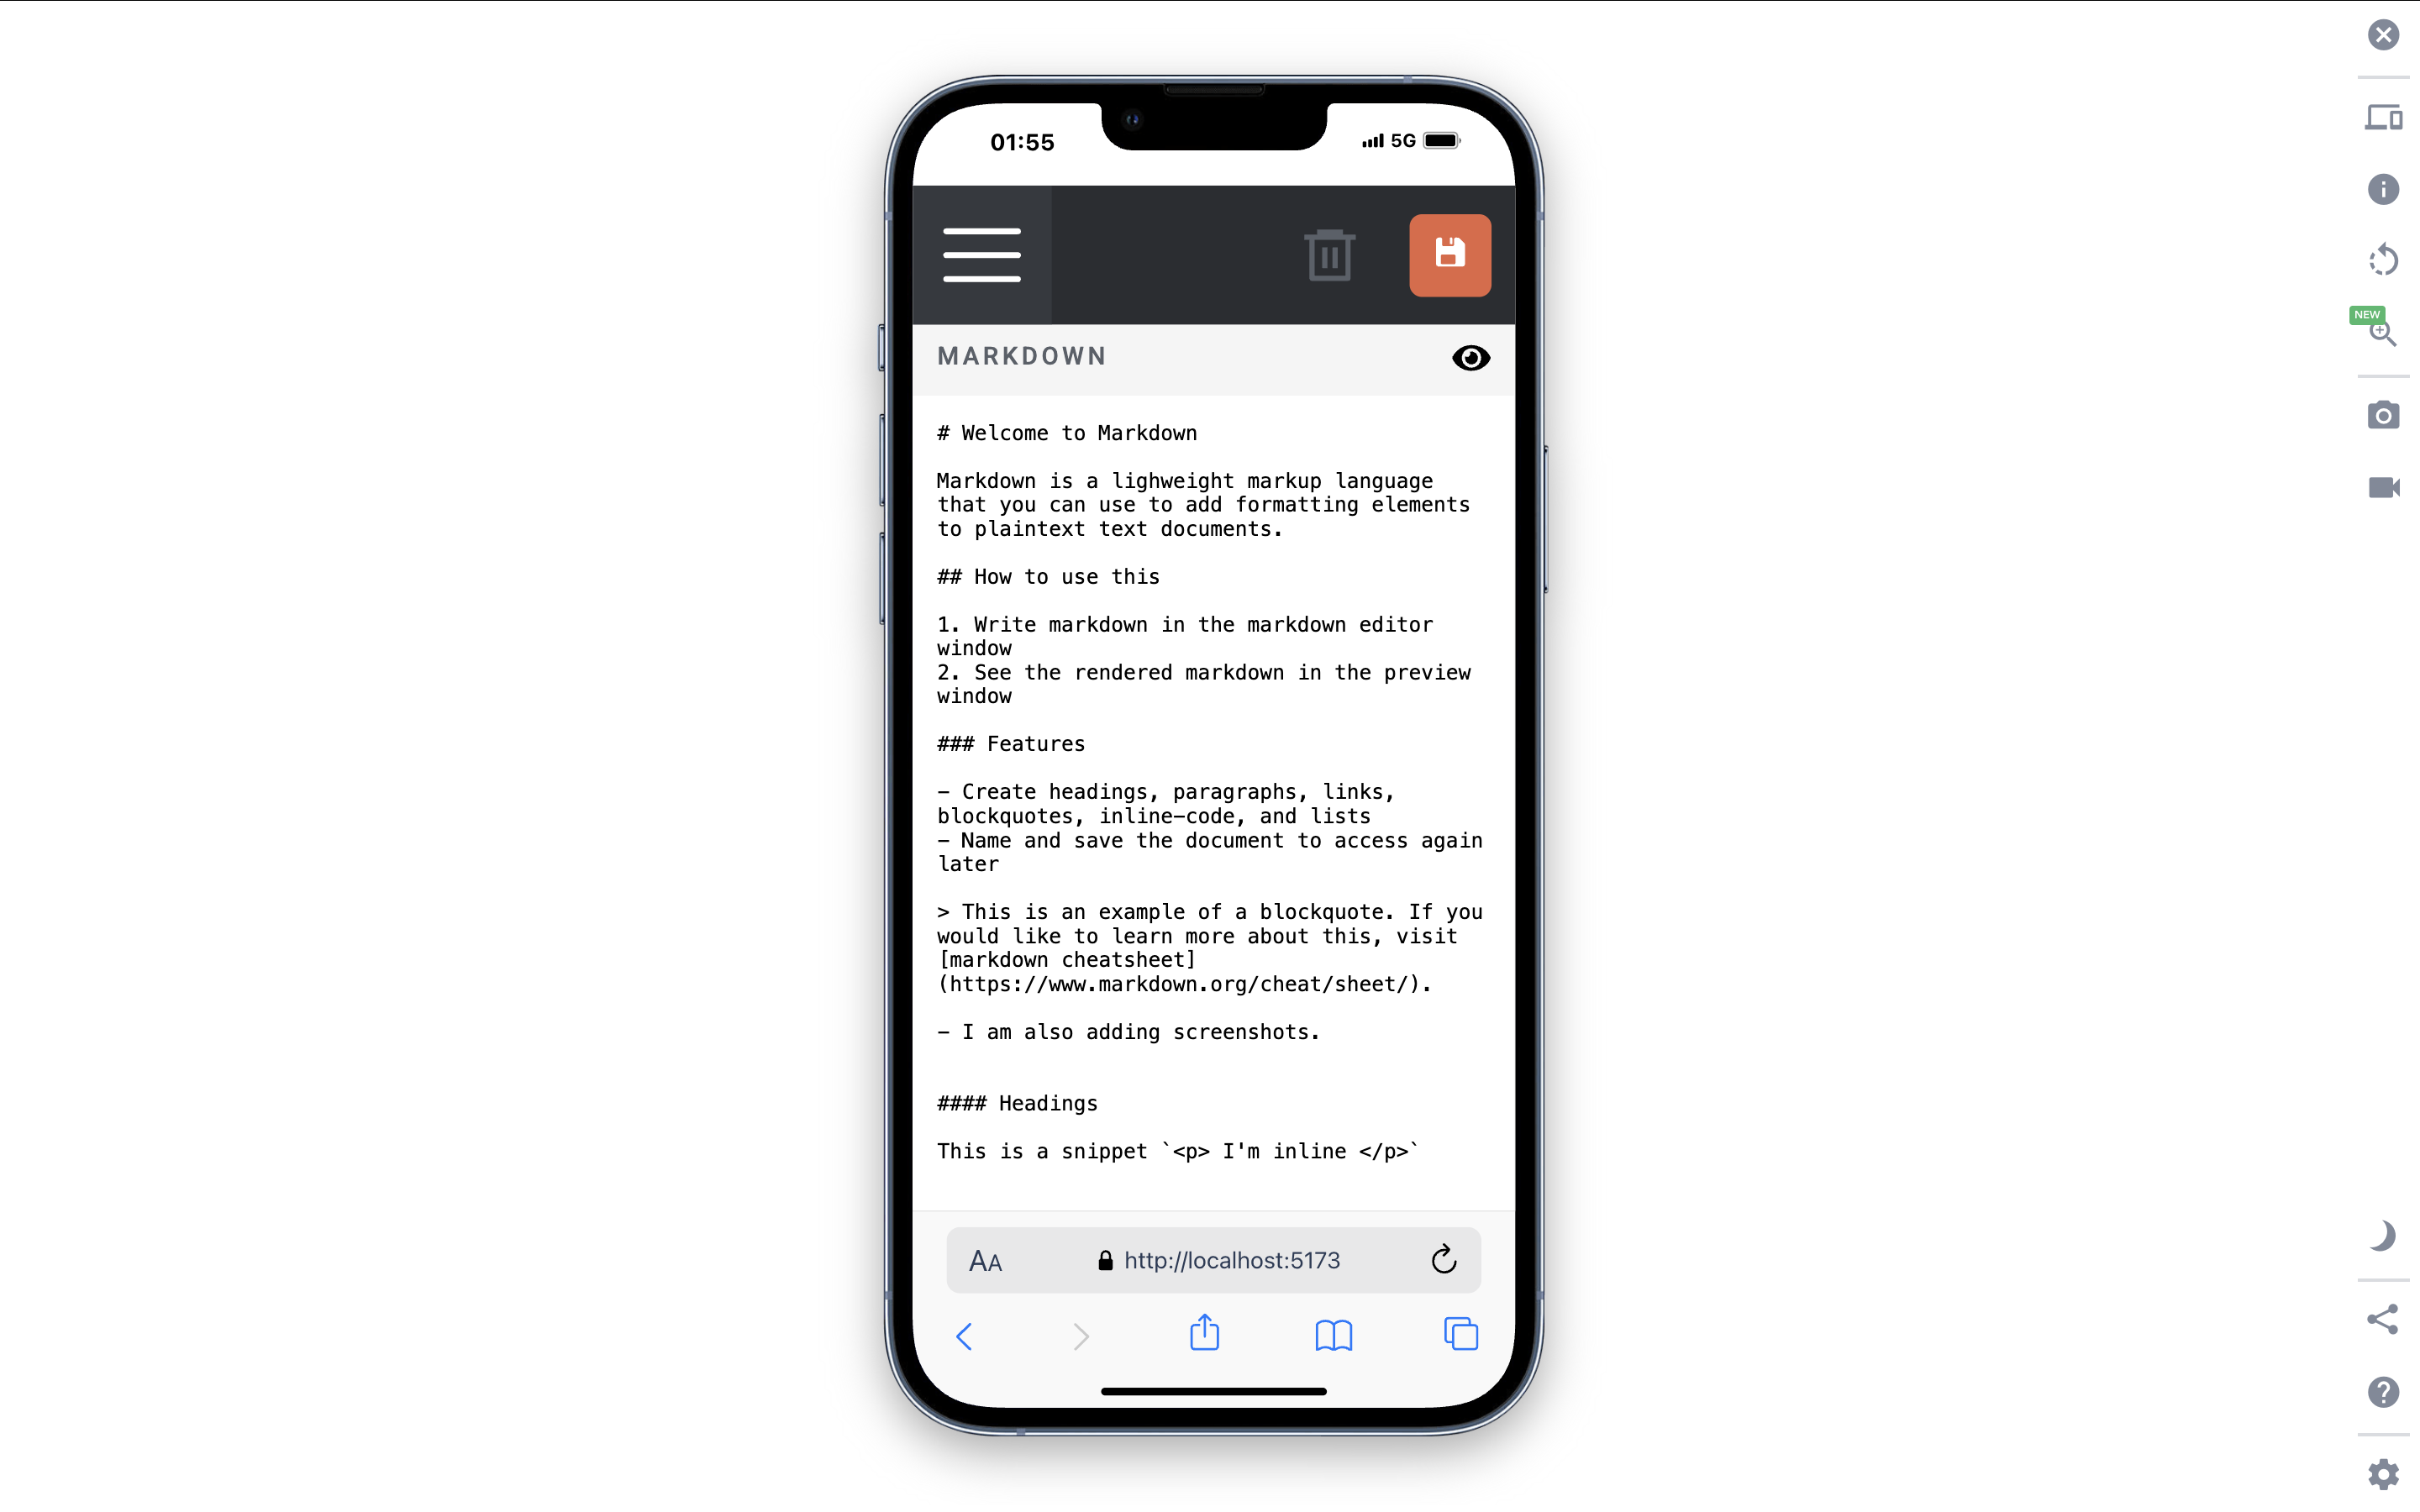 01:55 5G
NEW
MARKDOWN
# Welcome to Markdown
Markdown is a lighweight markup language
that you can use to add formatting elements
to plaintext text documents.
## How to use this
1. Write markdown in the markdown editor
window
2. See the rendered markdown in the preview
window
### Features
- Create headings, paragraphs, links,
blockquotes, inline-code, and lists
- Name and save the document to access again
later
> This is an example of a blockquote. If you
would like to learn more about this, visit
[markdown cheatsheet]
(https://www.markdown.org/cheat/sheet/).
- I am also adding screenshots.
#### Headings
This is a snippet `<p> I'm inline </p>`
AA http://localhost:5173